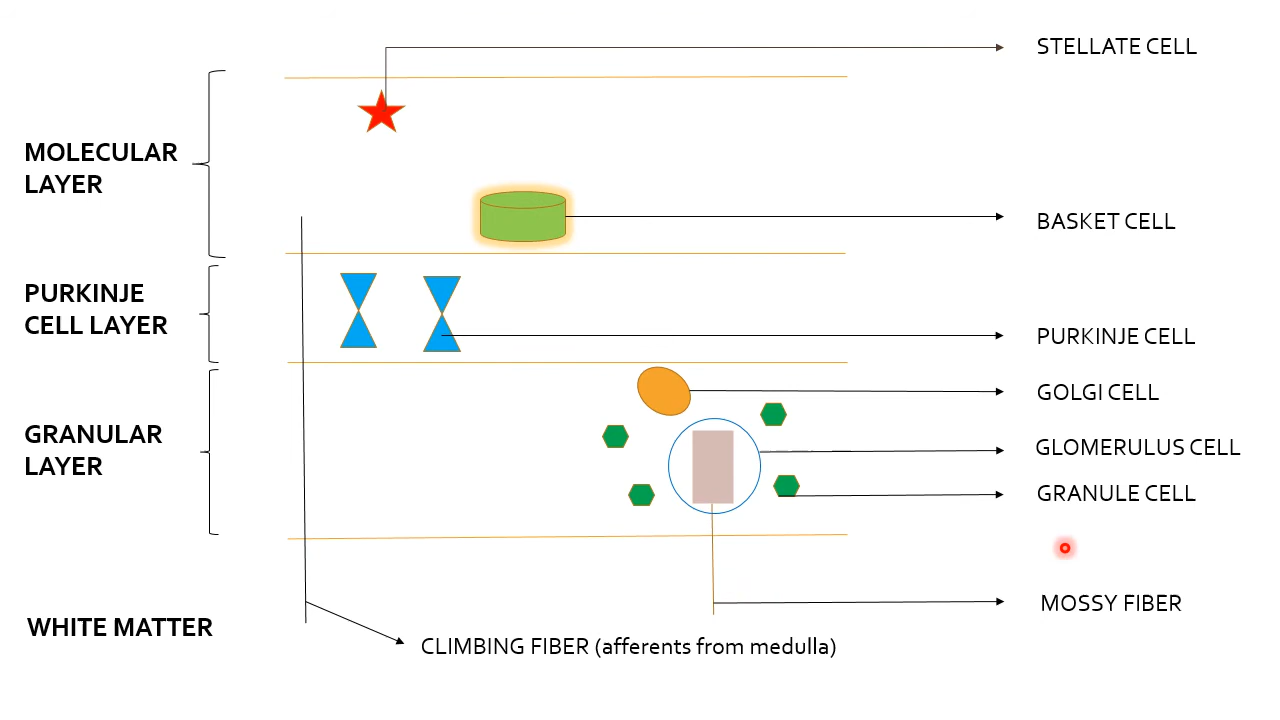 STELLATE CELL
MOLECULAR
LAYER
BASKET CELL
PURKINJE
CELL LAYER
PURKINJE CELL
GOLGI CELL
GRANULAR
LAYER
GLOMERULUS CELL
GRANULE CELL
MOSSY FIBER
WHITE MATTER
CLIMBING FIBER (afferents from medulla)